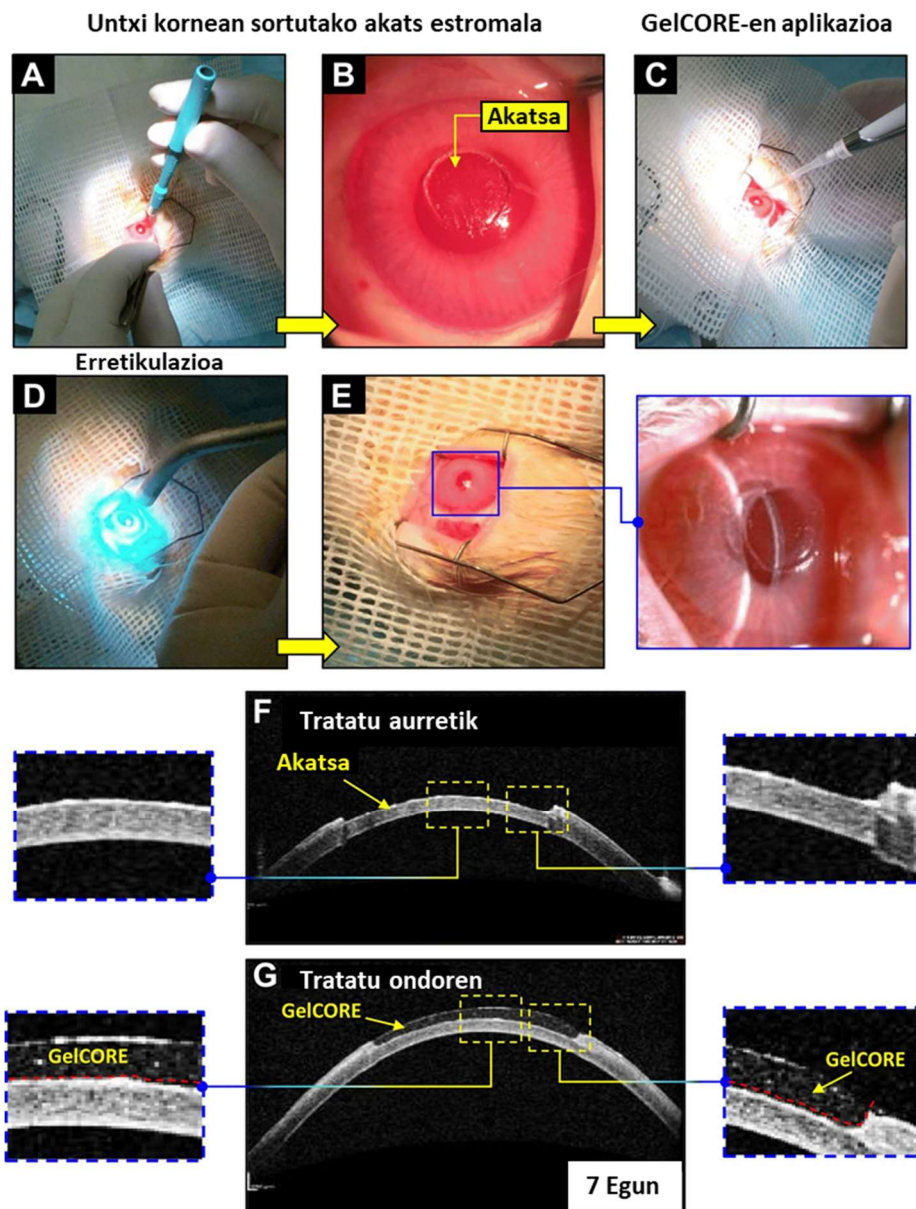 Untxi kornean sortutako akats estromala
GelCORE-en aplikazioa
A
B
C
Akatsa
Erretikulazioa
D
E
F
Tratatu aurretik
Akatsa
G
Tratatu ondoren
GelCORE
GelCORE
GelCORE
7 Egun